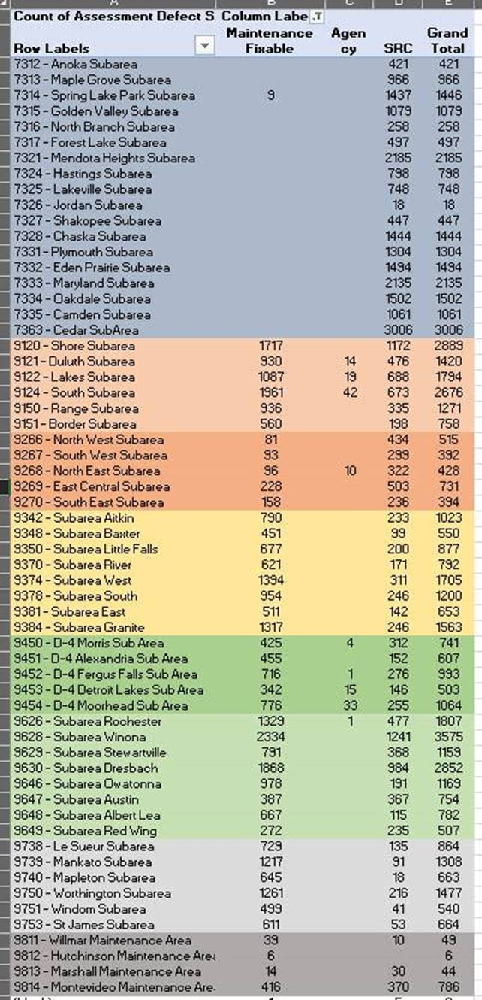 A B C D E
Count of Assessment Defect S Column Labe
Maintenance Agen Grand
Row Labels Fixable cy SRC Total
7312 - Anoka Subarea 421 421
7313 - Maple Grove Subarea 966 966
7314 - Spring Lake Park Subarea 9 1437 1446
7315 - Golden Valley Subarea 1079 1079
7316 - North Branch Subarea 258 258
7317 - Forest Lake Subarea 497 497
7321 - Mendota Heights Subarea 2185 2185
7324 - Hastings Subarea 798 798
7325 - Lakeville Subarea 748 748
7326 - Jordan Subarea 18 18
7327 - Shakopee Subarea 447 447
7328 - Chaska Subarea 1444 1444
7331 - Plymouth Subarea 1304 1304
7332 - Eden Prairie Subarea 1494 1494
7333 - Maryland Subarea 2135 2135
7334 - Oakdale Subarea 1502 1502
7335 - Camden Subarea 1061 1061
7363 - Cedar SubArea 3006 3006
9120 - Shore Subarea 1717 1172 2889
9121 - Duluth Subarea 930 14 476 1420
9122 - Lakes Subarea 1087 19 688 1794
9124 - South Subarea 1961 42 673 2676
9150 - Range Subarea 936 335 1271
9151 - Border Subarea 560 198 758
9266 - North West Subarea 81 434 515
9267 - South West Subarea 93 299 392
9268 - North East Subarea 96 10 322 428
9269 - East Central Subarea 228 503 731
9270 - South East Subarea 158 236 394
9342 - Subarea Aitkin 790 233 1023
9348 - Subarea Baxter 451 99 550
9350 - Subarea Little Falls 677 200 877
9370 - Subarea River 621 171 792
9374 - Subarea West 1394 311 1705
9378 - Subarea South 954 246 1200
9381 - Subarea East 511 142 653
9384 - Subarea Granite 1317 246 1563
9450 - D-4 Morris Sub Area 425 4 312 741
9451 - D-4 Alexandria Sub Area 455 152 607
9452 - D-4 Fergus Falls Sub Area 716 1 276 993
9453 - D-4 Detroit Lakes Sub Area 342 15 146 503
9454 - D-4 Moorhead Sub Area 776 33 255 1064
9626 - Subarea Rochester 1329 1 477 1807
9628 - Subarea Winona 2334 1241 3575
9629 - Subarea Stewartville 791 368 1159
9630 - Subarea Dresbach 1868 984 2852
9646 - Subarea Owatonna 978 191 1169
9647 - Subarea Austin 387 367 754
9648 - Subarea Albert Lea 667 115 782
9649 - Subarea Red Wing 272 235 507
9738 - Le Sueur Subarea 729 135 864
9739 - Mankato Subarea 1217 91 1308
9740 - Mapleton Subarea 645 18 663
9750 - Worthington Subarea 1261 216 1477
9751 - Windom Subarea 499 41 540
9753 - St James Subarea 611 53 664
9811 - Willmar Maintenance Area 39 10 49
9812 - Hutchinson Maintenance Area 6 6
9813 - Marshall Maintenance Area 14 30 44
9814 - Montevideo Maintenance Are 416 370 786